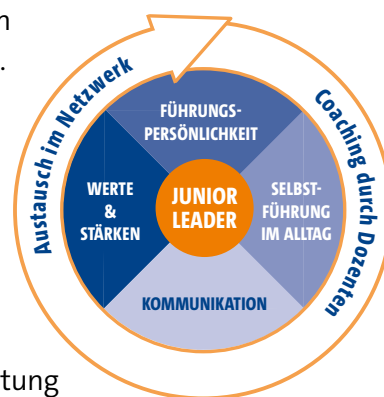 n
.
Austausch im Netzwerk
Coaching durch Dozenten
FÜHRUNGS-
PERSÖNLICHKEIT
WERTE
&
STÄRKEN
JUNIOR
LEADER
SELBST-
FÜHRUNG
IM ALLTAG
KOMMUNIKATION
tung